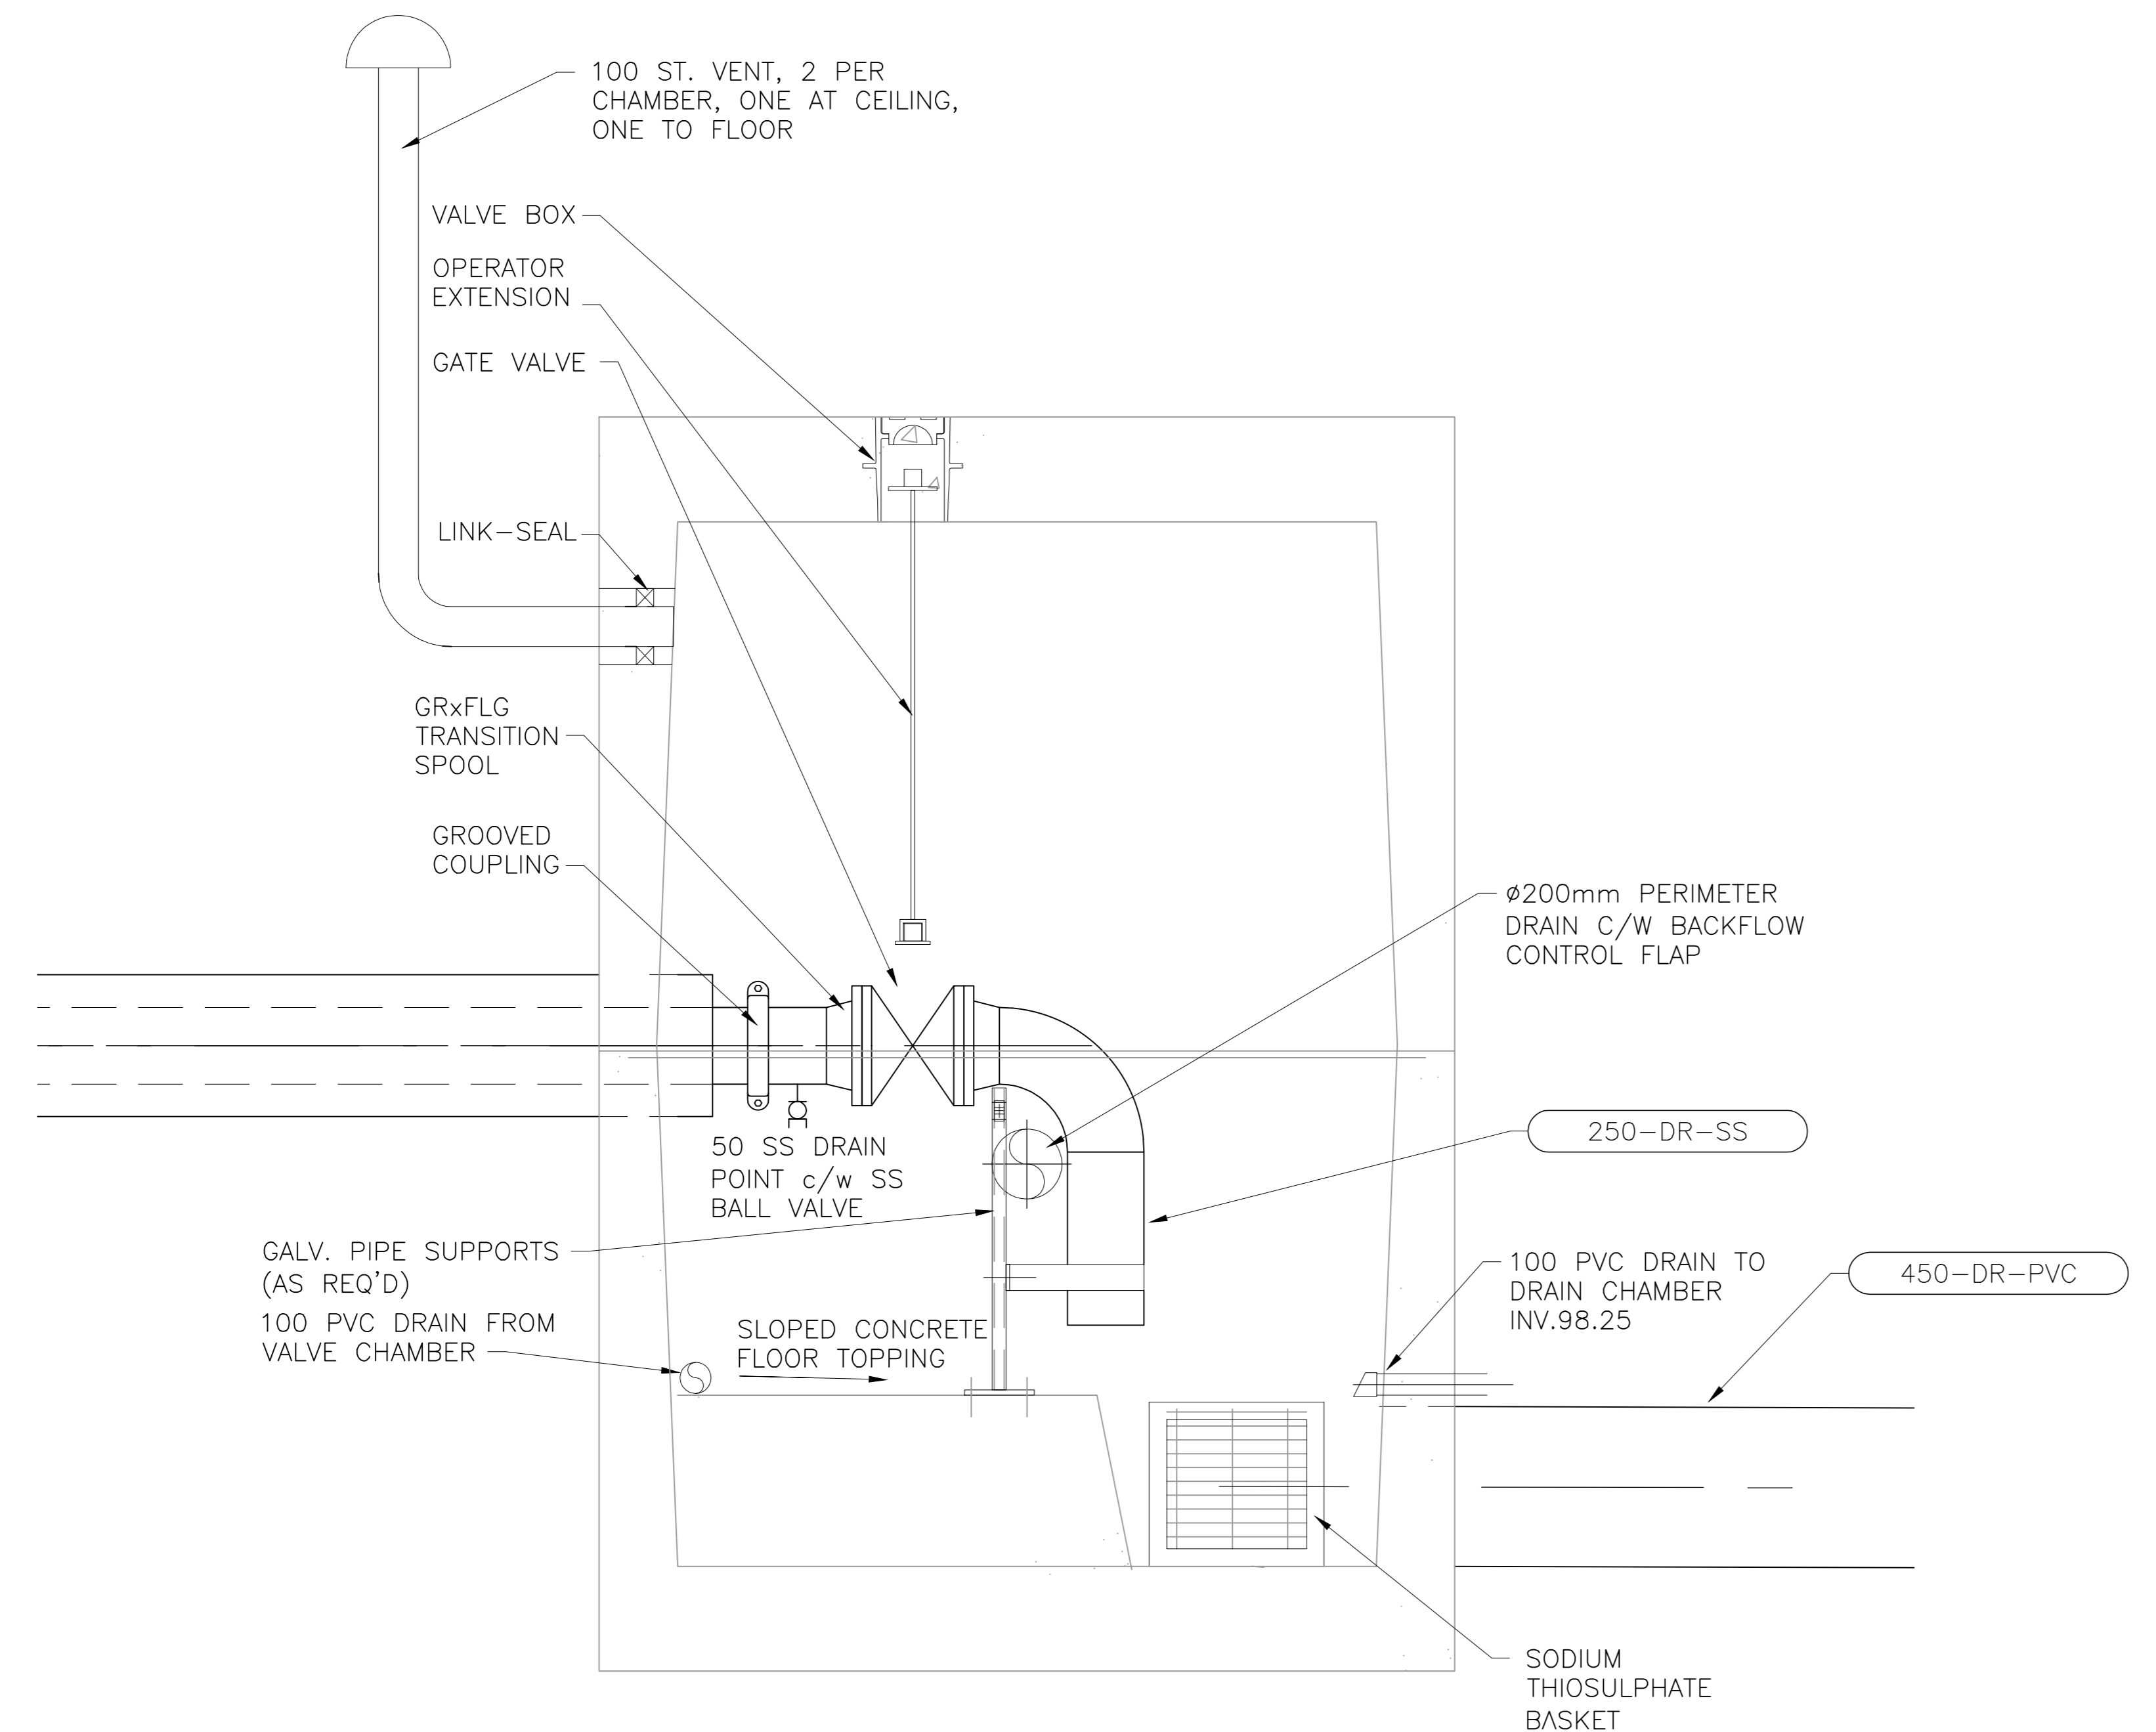 100 ST. VENT, 2 PER
CHAMBER, ONE AT CEILING,
ONE TO FLOOR
VALVE BOX
OPERATOR
EXTENSION
GATE VALVE
LINK-SEAL
GRxFLG
TRANSITION
SPOOL
GROOVED
COUPLING
ø200mm PERIMETER
DRAIN C/W BACKFLOW
CONTROL FLAP
250-DR-SS
50 SS DRAIN
POINT c/w SS
BALL VALVE
GALV. PIPE SUPPORTS
(AS REQ'D)
100 PVC DRAIN FROM
VALVE CHAMBER
SLOPED CONCRETE
FLOOR TOPPING
100 PVC DRAIN TO
DRAIN CHAMBER
INV.98.25
450-DR-PVC
SODIUM
THIOSULPHATE
BASKET